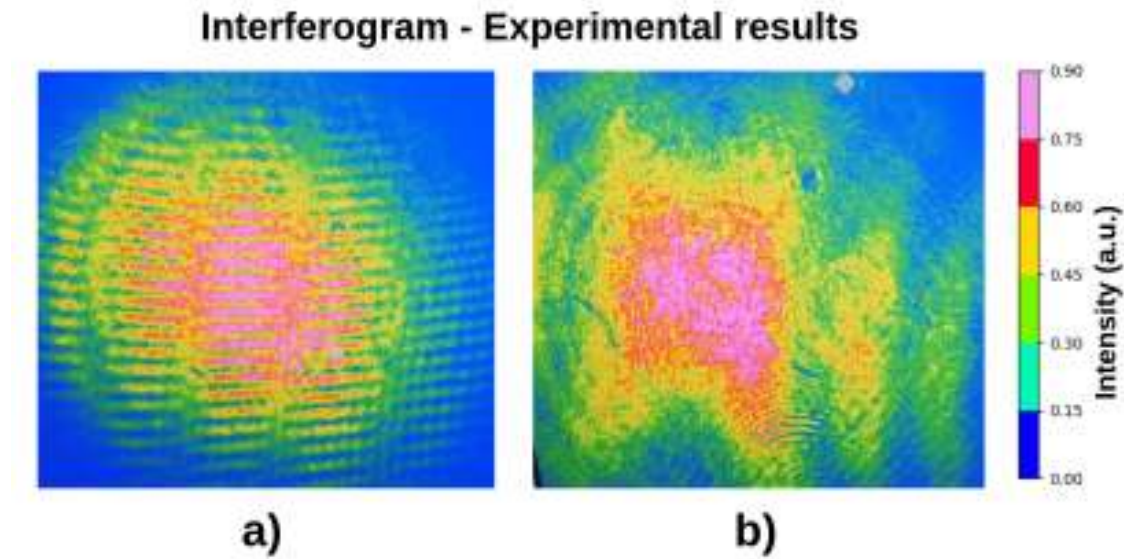 Interferogram - Experimental results
0.90
0.75
0.60
0.45
0.30
0.15
0.00
Intensity (a.u.)
a)
b)